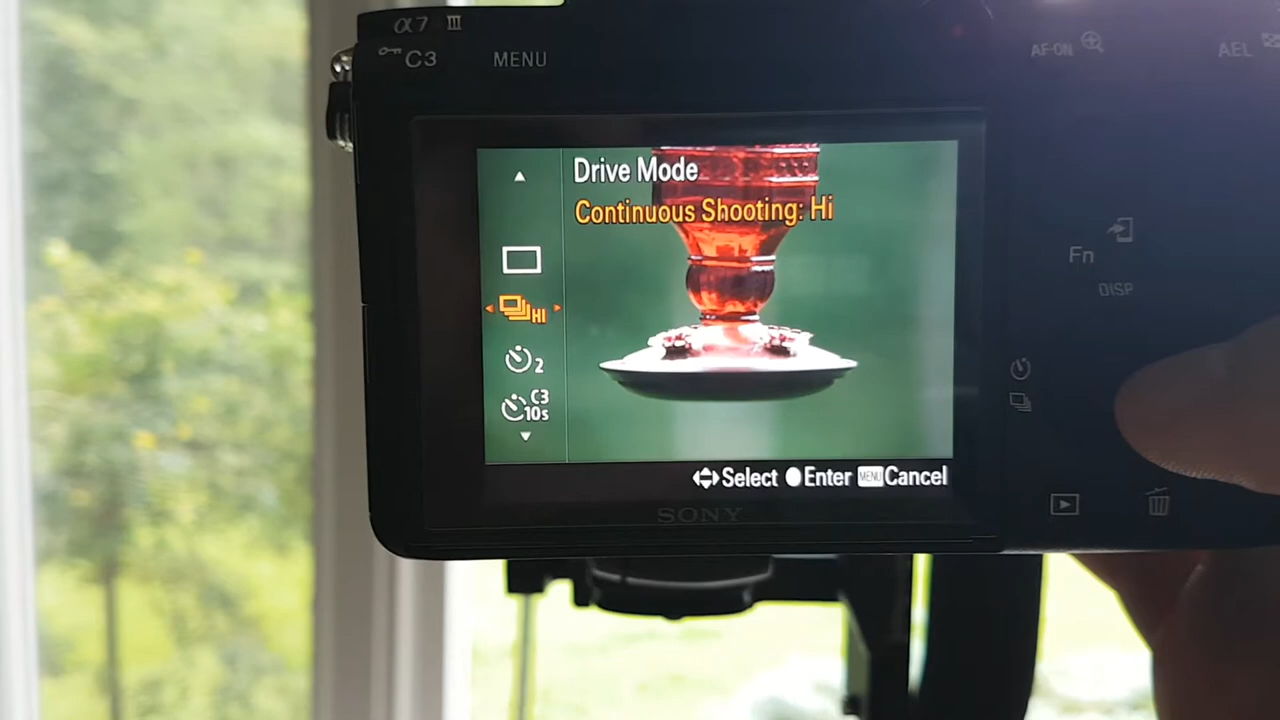 α7 III
C3
MENU
AF-ON
AEL
Drive Mode
Continuous Shooting: Hi
HI
2
C3
10s
Fn
DISP
Select Enter MENU Cancel
SONY